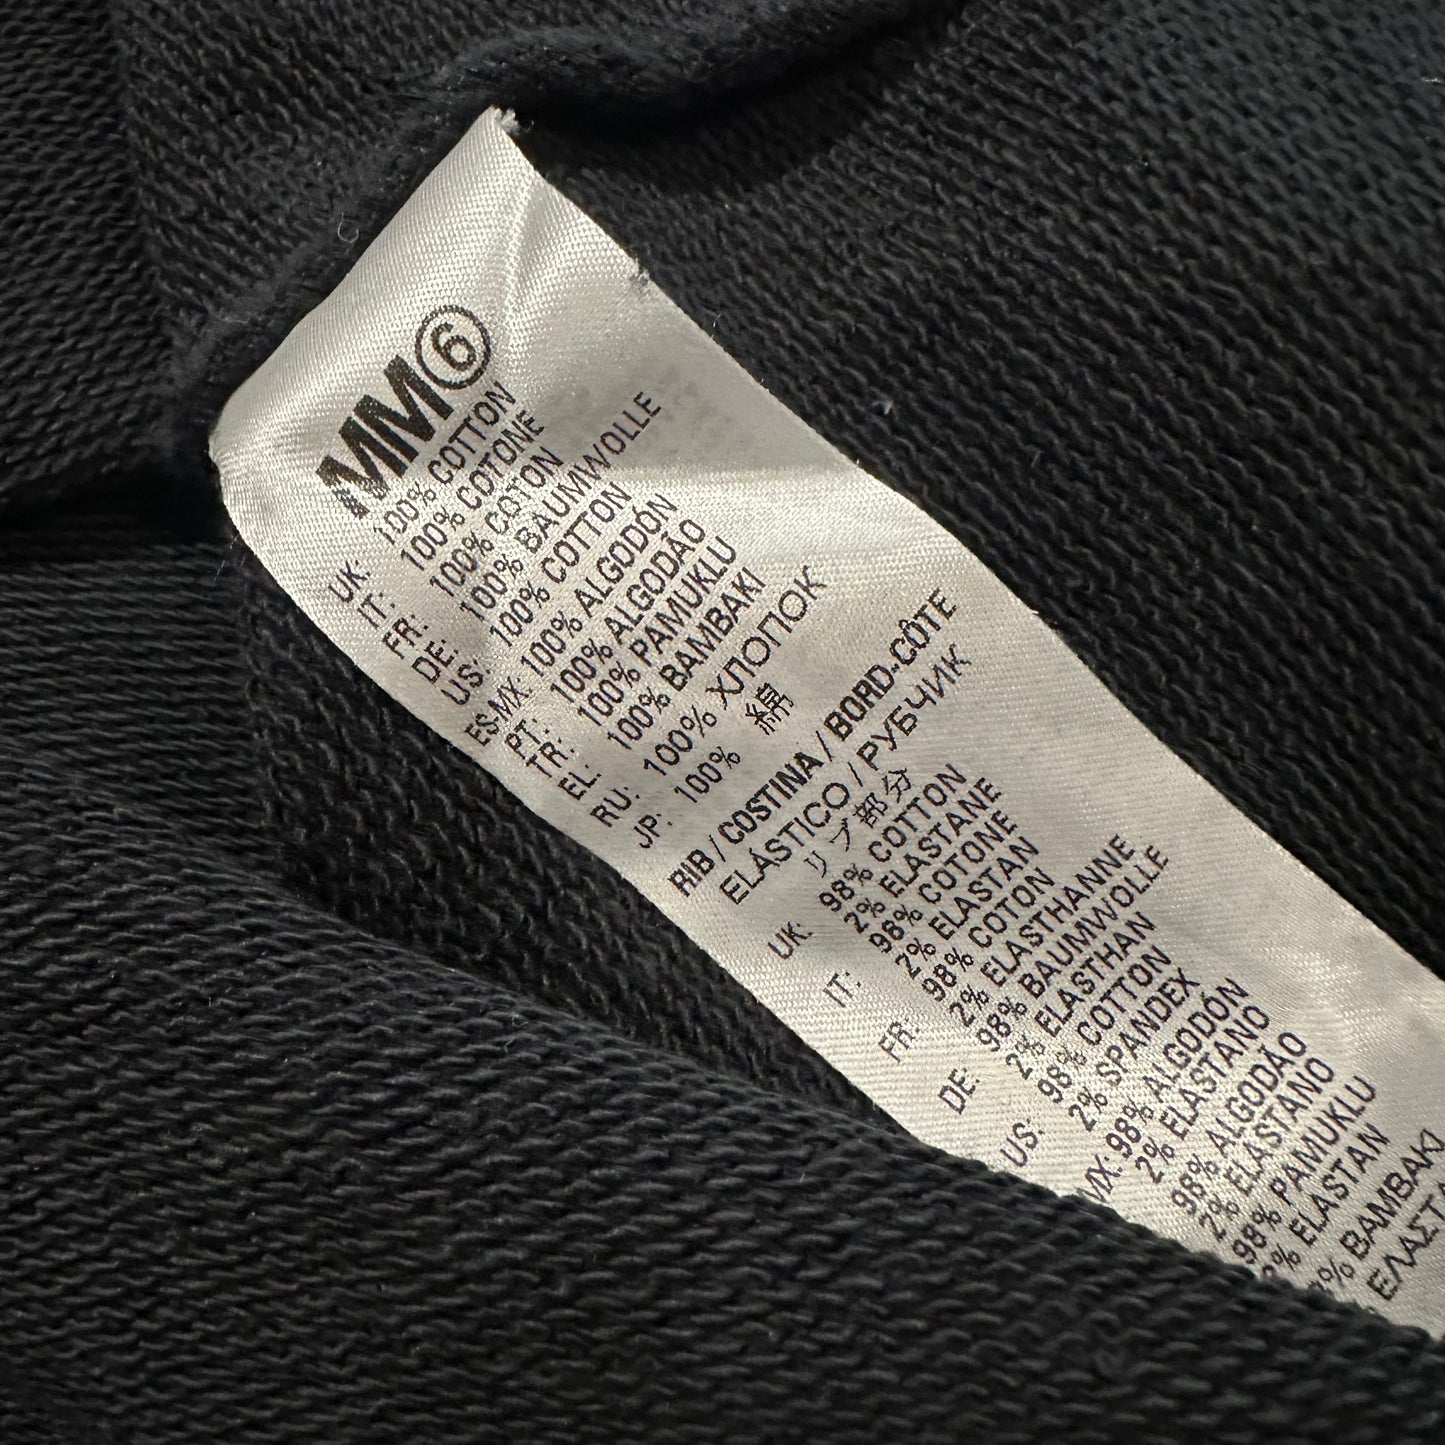 MM⑥
UK: 100% COTTON
IT: 100% COTONE
FR: 100% COTON
DE: 100% BAUMWOLLE
US: 100% COTTON
ES-MX: 100% ALGODÓN
PT: 100% ALGODÃO
TR: 100% PAMUKLU
EL: 100% BAMBAKI
RU: 100% ХЛОПОК
JP: 100% 綿
RIB / COSTINA / BORD-CÔTE
ELÁSTICO / РУБЧИК
リブ部分
UK: 98% COTTON
2% ELASTANE
IT: 98% COTONE
2% ELASTAN
FR: 98% COTON
2% ELASTHANNE
DE: 98% BAUMWOLLE
2% ELASTHAN
US: 98% COTTON
2% SPANDEX
MX: 98% ALGODÓN
2% ELASTANO
98% ALGODÃO
2% ELASTANO
98% PAMUKLU
2% ELASTAN
% BAMBAKI